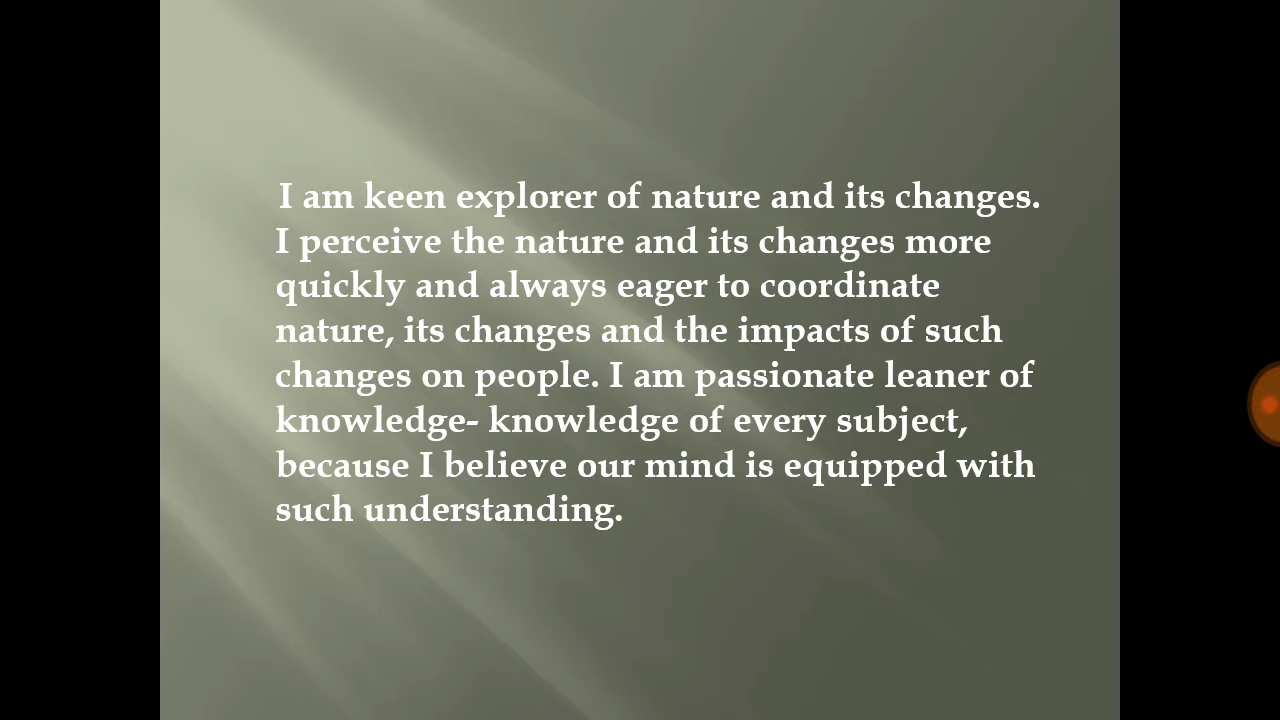 I am keen explorer of nature and its changes.
I perceive the nature and its changes more
quickly and always eager to coordinate
nature, its changes and the impacts of such
changes on people. I am passionate leaner of
knowledge- knowledge of every subject,
because I believe our mind is equipped with
such understanding.